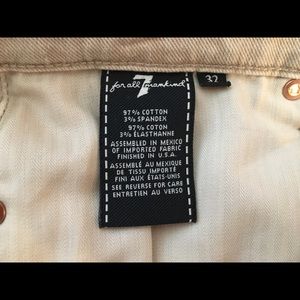 7
for all mankind
32
97% COTTON
3% SPANDEX
97% COTON
3% ÉLASTHANNE
ASSEMBLED IN MEXICO
OF IMPORTED FABRIC
FINISHED IN U.S.A.
ASSEMBLÉ AU MEXIQUE
DE TISSU IMPORTÉ
FINI AUX ÉTATS-UNIS
SEE REVERSE FOR CARE
ENTRETIEN AU VERSO